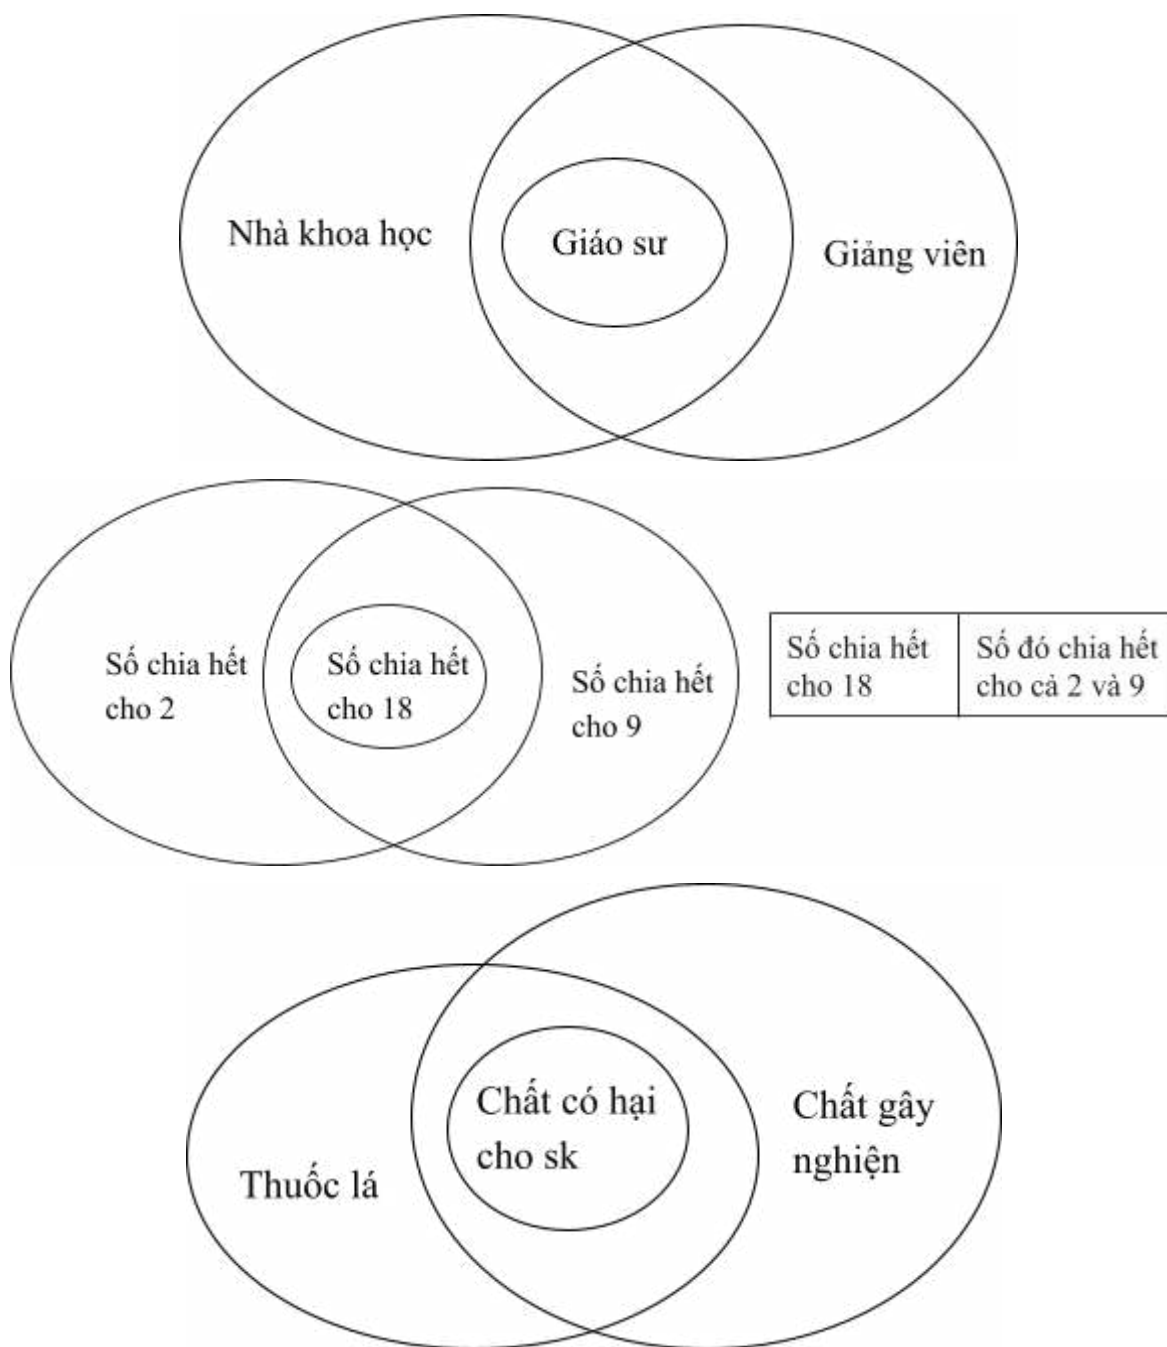 Nhà khoa học
Giáo sư
Giảng viên
Số chia hết
cho 2
Số chia hết
cho 18
Số chia hết
cho 9
Số chia hết
cho 18
Số đó chia hết
cho cả 2 và 9
Thuốc lá
Chất có hại
cho sk
Chất gây
nghiện